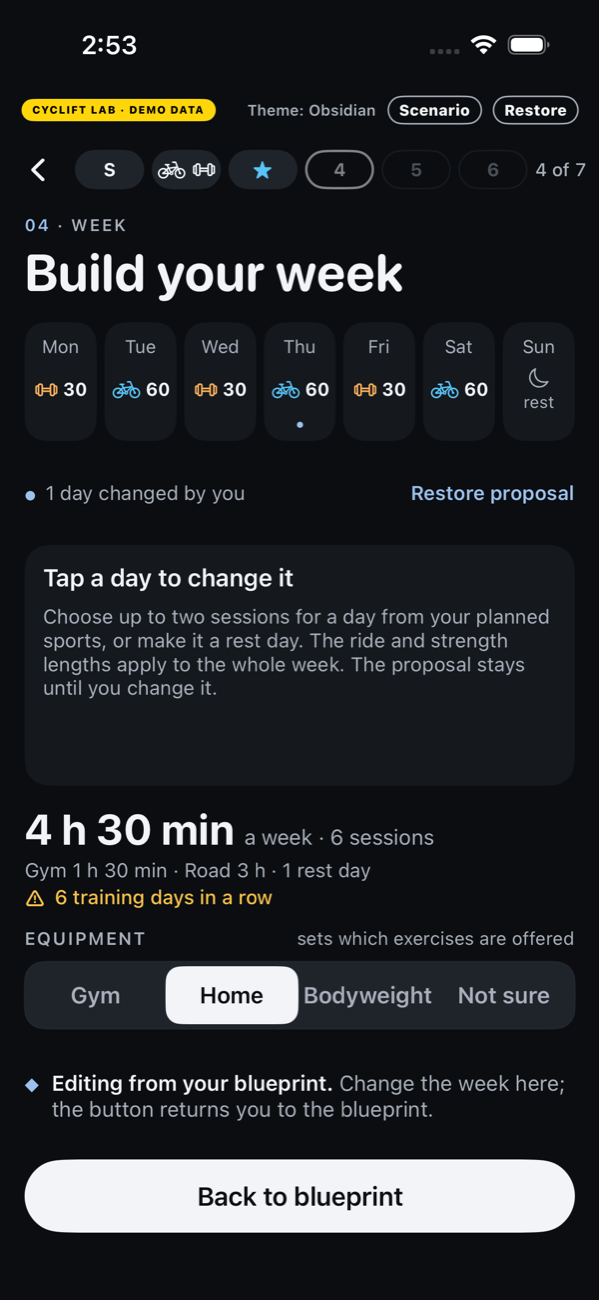 2:53
CYCLIFT LAB · DEMO DATA Theme: Obsidian Scenario Restore
S 4 5 6 4 of 7
04 · WEEK
Build your week
Mon Tue Wed Thu Fri Sat Sun
30 60 30 60 30 60 rest
1 day changed by you Restore proposal
Tap a day to change it
Choose up to two sessions for a day from your planned
sports, or make it a rest day. The ride and strength
lengths apply to the whole week. The proposal stays
until you change it.
4 h 30 min a week · 6 sessions
Gym 1 h 30 min · Road 3 h · 1 rest day
6 training days in a row
EQUIPMENT sets which exercises are offered
Gym Home Bodyweight Not sure
Editing from your blueprint. Change the week here;
the button returns you to the blueprint.
Back to blueprint